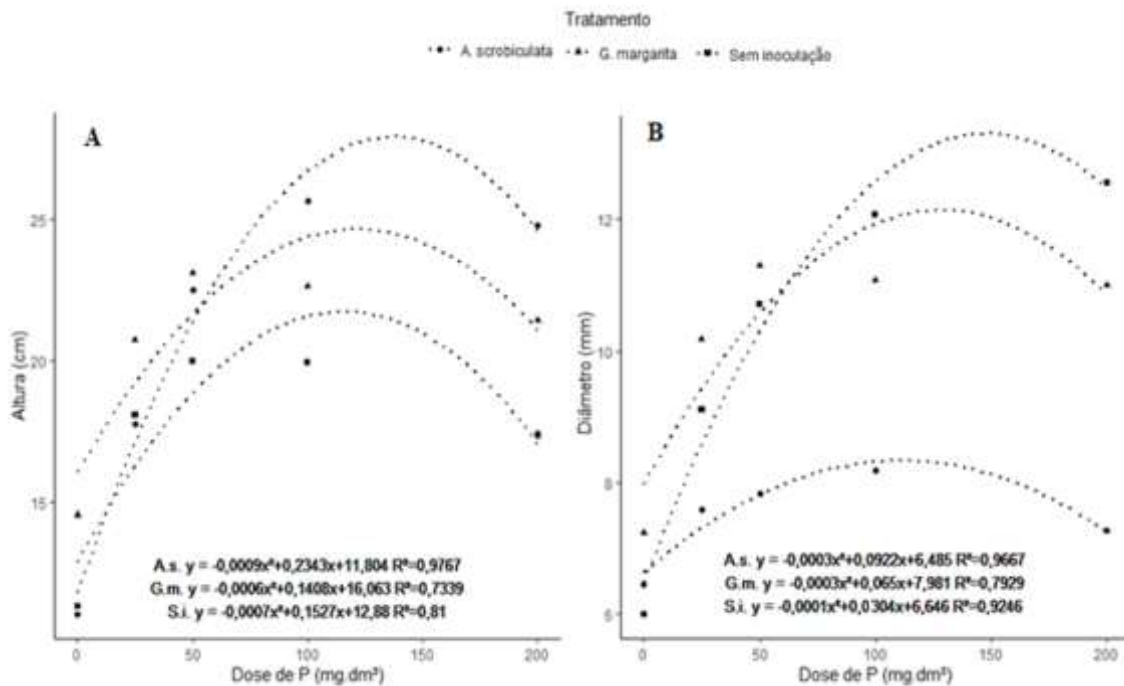 Tratamento
A. scrobiculata G. margarita Sem inoculação
A
25
20
15
Altura (cm)
A.s. y = -0,0009x²+0,2343x+11,804 R²=0,9767
G.m. y = -0,0006x²+0,1408x+16,063 R²=0,7339
S.i. y = -0,0007x²+0,1527x+12,88 R²=0,81
0 50 100 150 200
Dose de P (mg.dm³)
B
12
10
8
6
Diâmetro (mm)
A.s. y = -0,0003x²+0,0922x+6,485 R²=0,9667
G.m. y = -0,0003x²+0,065x+7,981 R²=0,7929
S.i. y = -0,0001x²+0,0304x+6,646 R²=0,9246
0 50 100 150 200
Dose de P (mg.dm³)